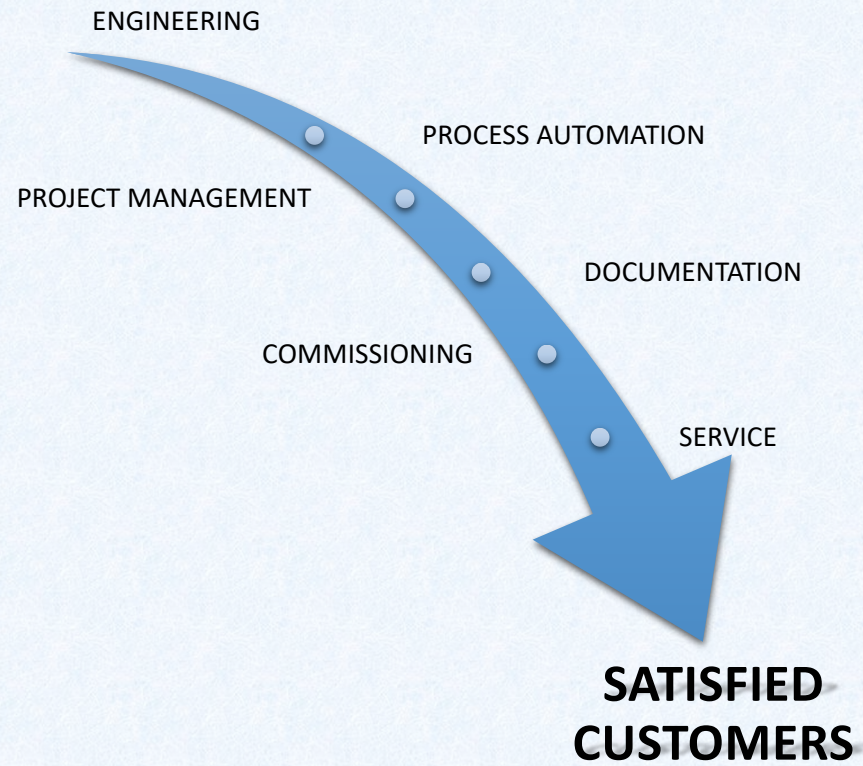 ENGINEERING
PROCESS AUTOMATION
PROJECT MANAGEMENT
DOCUMENTATION
COMMISSIONING
SERVICE
SATISFIED
CUSTOMERS